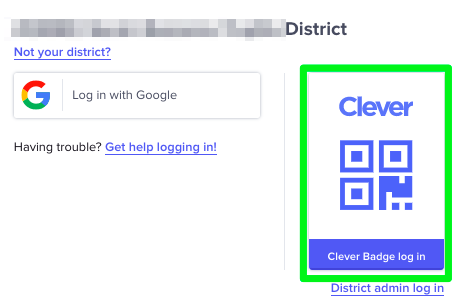 District
Not your district?
Log in with Google
Having trouble? Get help logging in!
Clever
Clever Badge log in
District admin log in